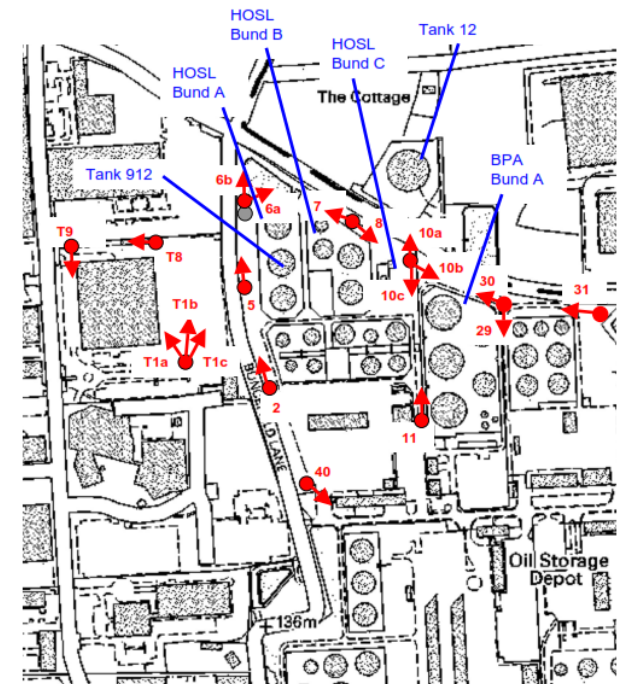 HOSL
Bund B
Tank 12
HOSL
Bund C
HOSL
Bund A
The Cottage
BPA
Bund A
Tank 912
6b
6a
7
8
T9
T8
10a
10b
10c
30
31
29
5
T1b
T1a
T1c
2
11
40
LANE
Oil Storage
Depot
136m